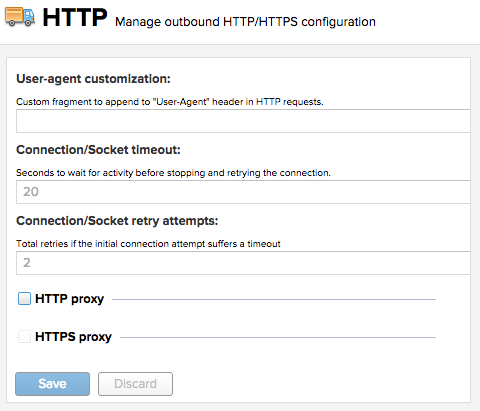 HTTP Manage outbound HTTP/HTTPS configuration
User-agent customization:
Custom fragment to append to "User-Agent" header in HTTP requests.
Connection/Socket timeout:
Seconds to wait for activity before stopping and retrying the connection.
20
Connection/Socket retry attempts:
Total retries if the initial connection attempt suffers a timeout
2
HTTP proxy
HTTPS proxy
Save Discard